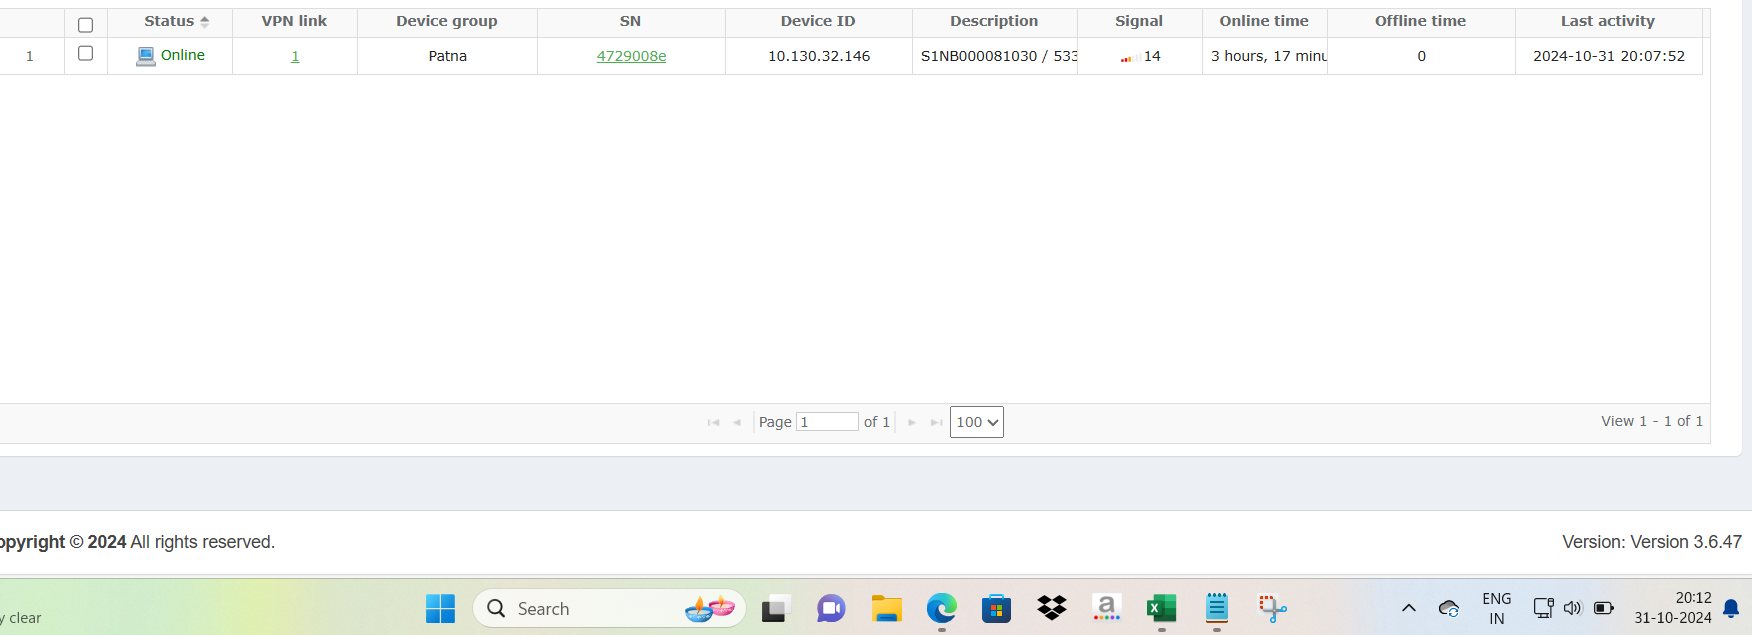 Status VPN link Device group SN Device ID Description Signal Online time Offline time Last activity
1 Online 1 Patna 4729008e 10.130.32.146 S1NB000081030 / 533 14 3 hours, 17 minu 0 2024-10-31 20:07:52
Page 1 of 1 100 View 1 - 1 of 1
opyright © 2024 All rights reserved. Version: Version 3.6.47
y clear Search a X ENG 20:12
IN 31-10-2024